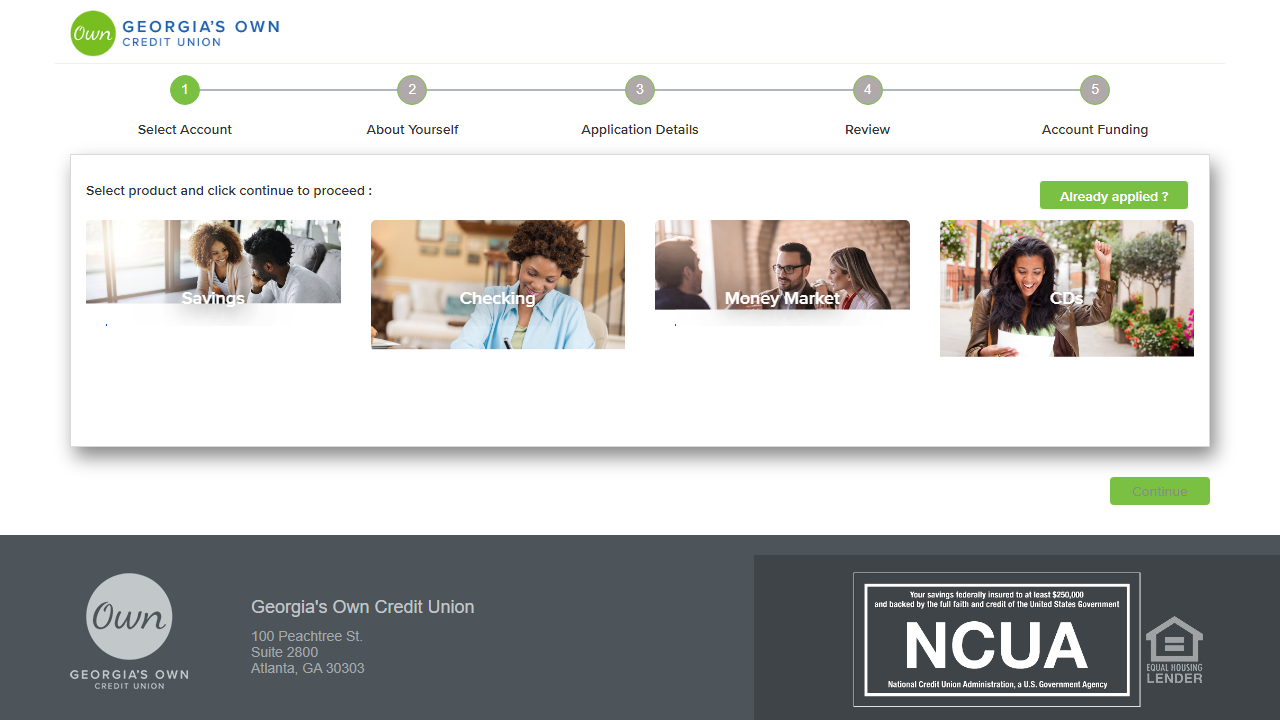 Own
GEORGIA'S OWN
CREDIT UNION
1 2 3 4 5
Select Account About Yourself Application Details Review Account Funding
Select product and click continue to proceed :
Already applied ?
Savings Checking Money Market CDs
Continue
Own
GEORGIA'S OWN
CREDIT UNION
Georgia's Own Credit Union
100 Peachtree St.
Suite 2800
Atlanta, GA 30303
Your savings federally insured to at least $250,000
and backed by the full faith and credit of the United States Government
NCUA
National Credit Union Administration, a U.S. Government Agency
EQUAL HOUSING
LENDER